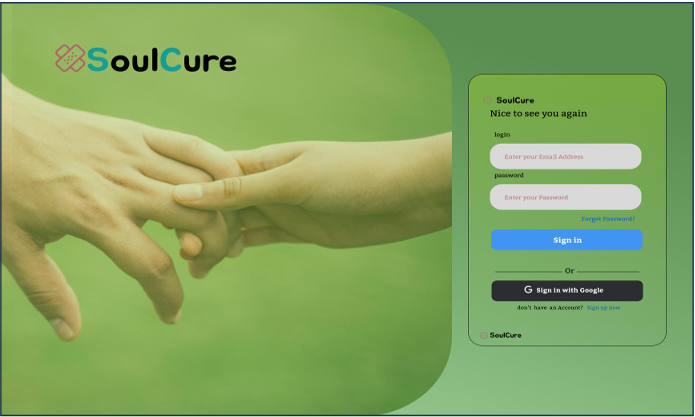 SoulCure
SoulCure
Nice to see you again
login
Enter your Email Address
password
Enter your Password
Forget Password?
Sign in
Or
G Sign in with Google
don't have an Account? Sign up now
SoulCure